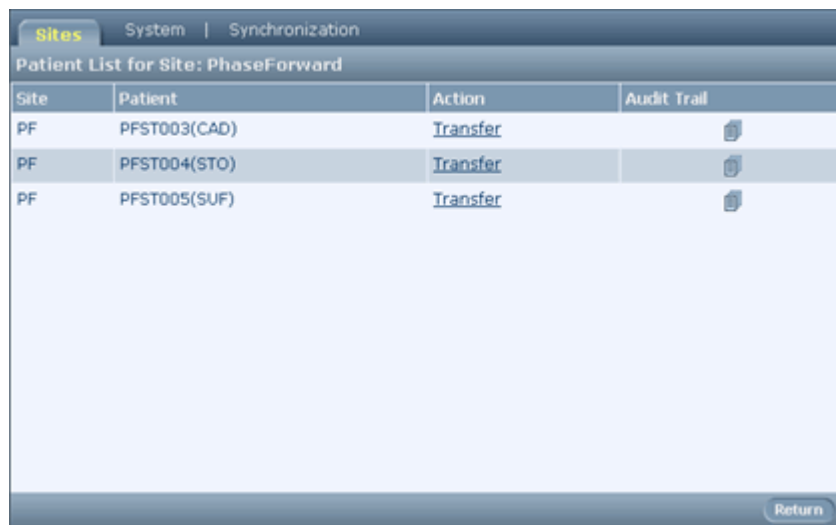 Sites System | Synchronization
Patient List for Site: PhaseForward
Site Patient Action Audit Trail
PF PFST003(CAD) Transfer
PF PFST004(STO) Transfer
PF PFST005(SUF) Transfer
Return